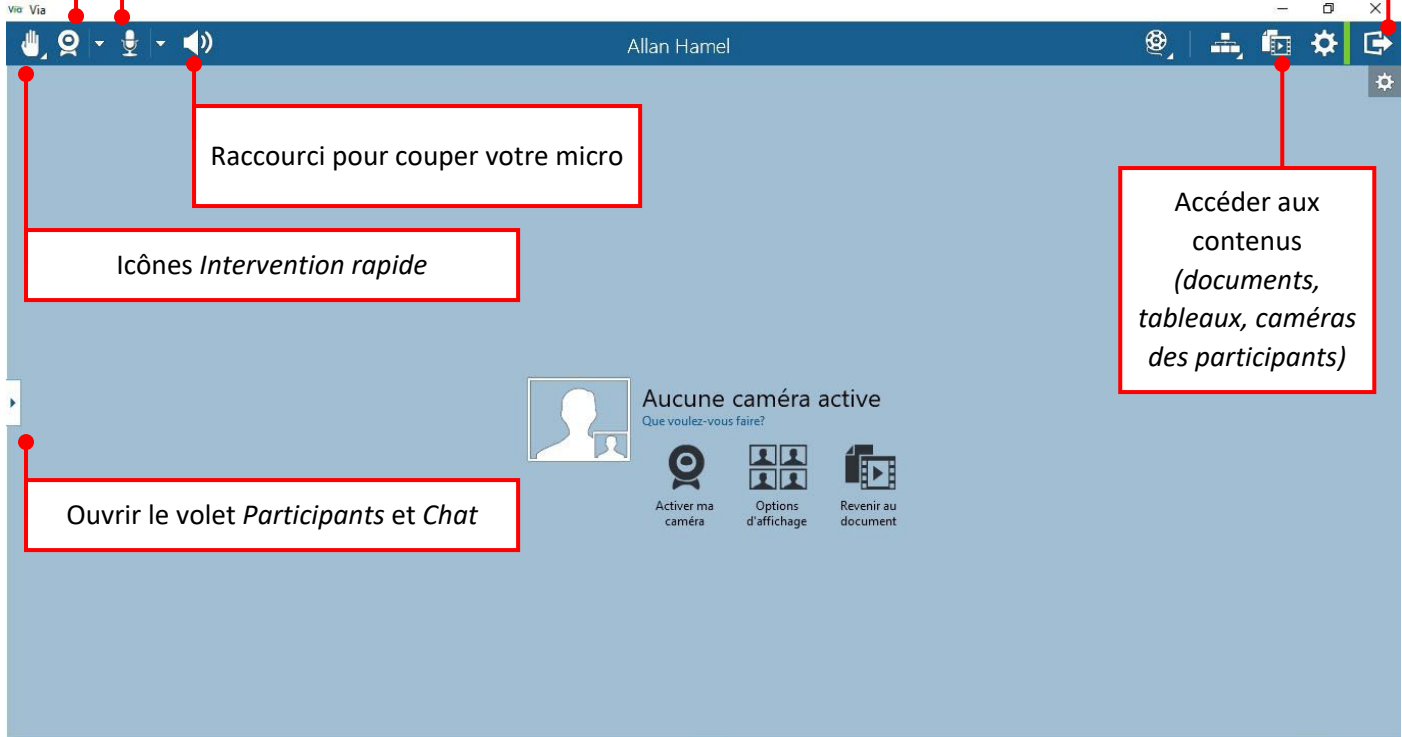 Via Via
Allan Hamel
Raccourci pour couper votre micro
Accéder aux
contenus
(documents,
tableaux, caméras
des participants)
Icônes Intervention rapide
Aucune caméra active
Que voulez-vous faire?
Activer ma
caméra
Options
d'affichage
Revenir au
document
Ouvrir le volet Participants et Chat